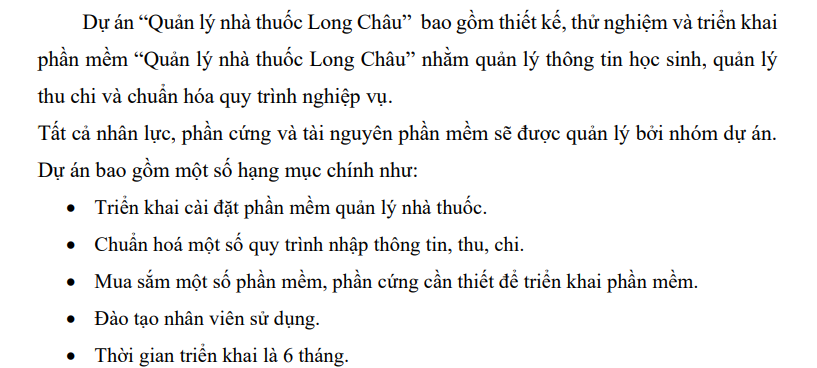 Dự án “Quản lý nhà thuốc Long Châu” bao gồm thiết kế, thử nghiệm và triển khai
phần mềm “Quản lý nhà thuốc Long Châu” nhằm quản lý thông tin học sinh, quản lý
thu chi và chuẩn hóa quy trình nghiệp vụ.
Tất cả nhân lực, phần cứng và tài nguyên phần mềm sẽ được quản lý bởi nhóm dự án.
Dự án bao gồm một số hạng mục chính như:
• Triển khai cài đặt phần mềm quản lý nhà thuốc.
• Chuẩn hoá một số quy trình nhập thông tin, thu, chi.
• Mua sắm một số phần mềm, phần cứng cần thiết để triển khai phần mềm.
• Đào tạo nhân viên sử dụng.
• Thời gian triển khai là 6 tháng.